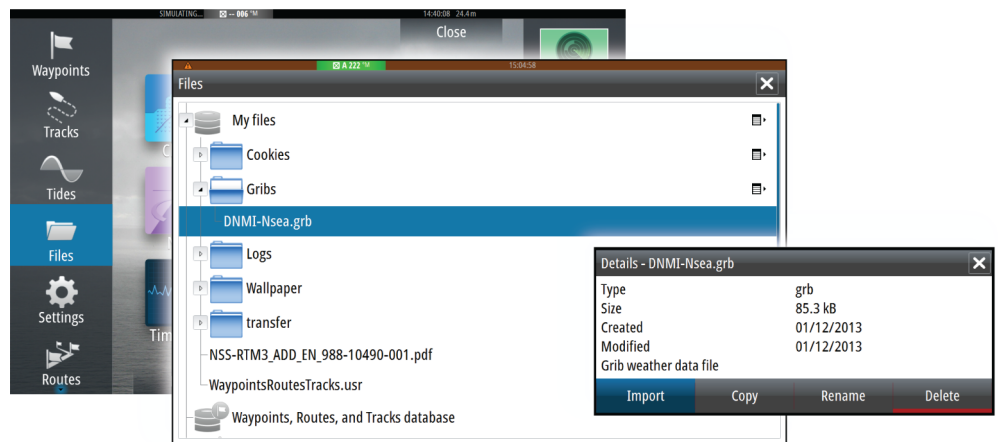 SIMULATING... -- 006 °M 14:40:08 24.4 m
Close
Waypoints
Tracks
Tides
Files
Settings
Routes
Tim
A 222 °M 15:04:58
Files
My files
Cookies
Gribs
DNMI-Nsea.grb
Logs
Wallpaper
transfer
NSS-RTM3_ADD_EN_988-10490-001.pdf
WaypointsRoutesTracks.usr
Waypoints, Routes, and Tracks database
Details - DNMI-Nsea.grb
Type grb
Size 85.3 kB
Created 01/12/2013
Modified 01/12/2013
Grib weather data file
Import Copy Rename Delete